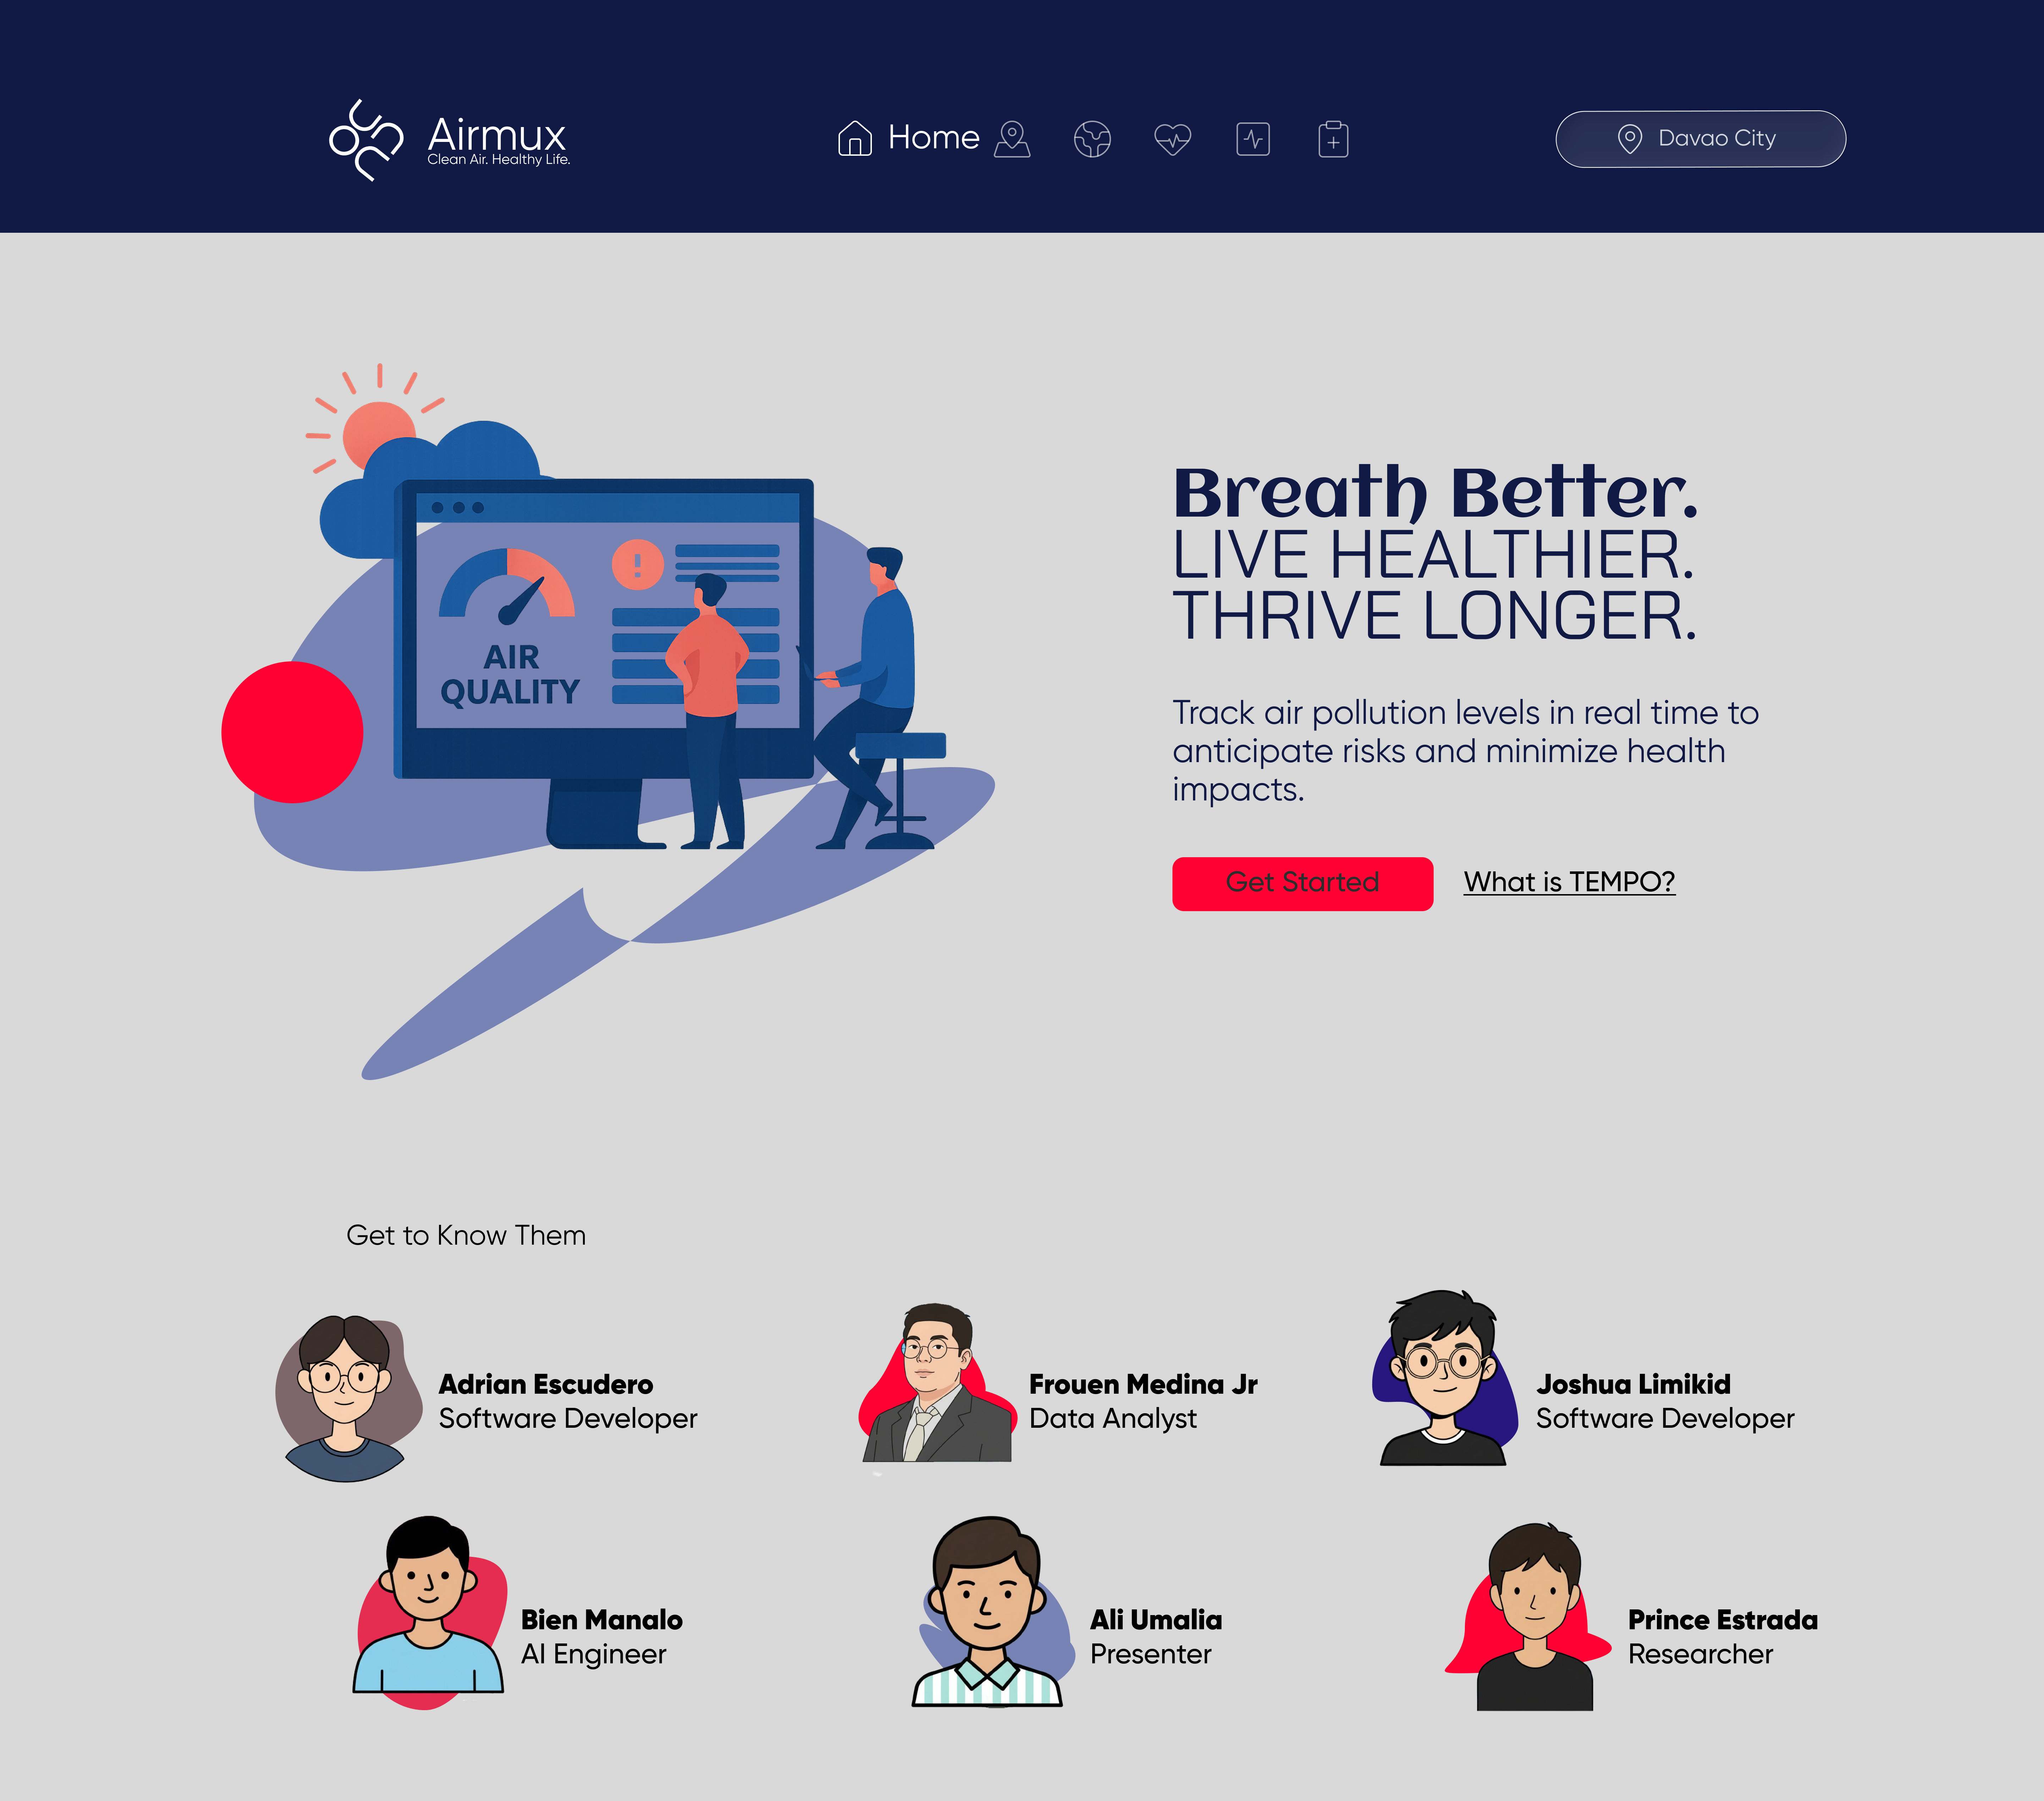 Airmux
Clean Air. Healthy Life.
Home
Davao City
AIR
QUALITY
Breath Better.
LIVE HEALTHIER.
THRIVE LONGER.
Track air pollution levels in real time to
anticipate risks and minimize health
impacts.
Get Started
What is TEMPO?
Get to Know Them
Adrian Escudero
Software Developer
Frouen Medina Jr
Data Analyst
Joshua Limikid
Software Developer
Bien Manalo
AI Engineer
Ali Umalia
Presenter
Prince Estrada
Researcher